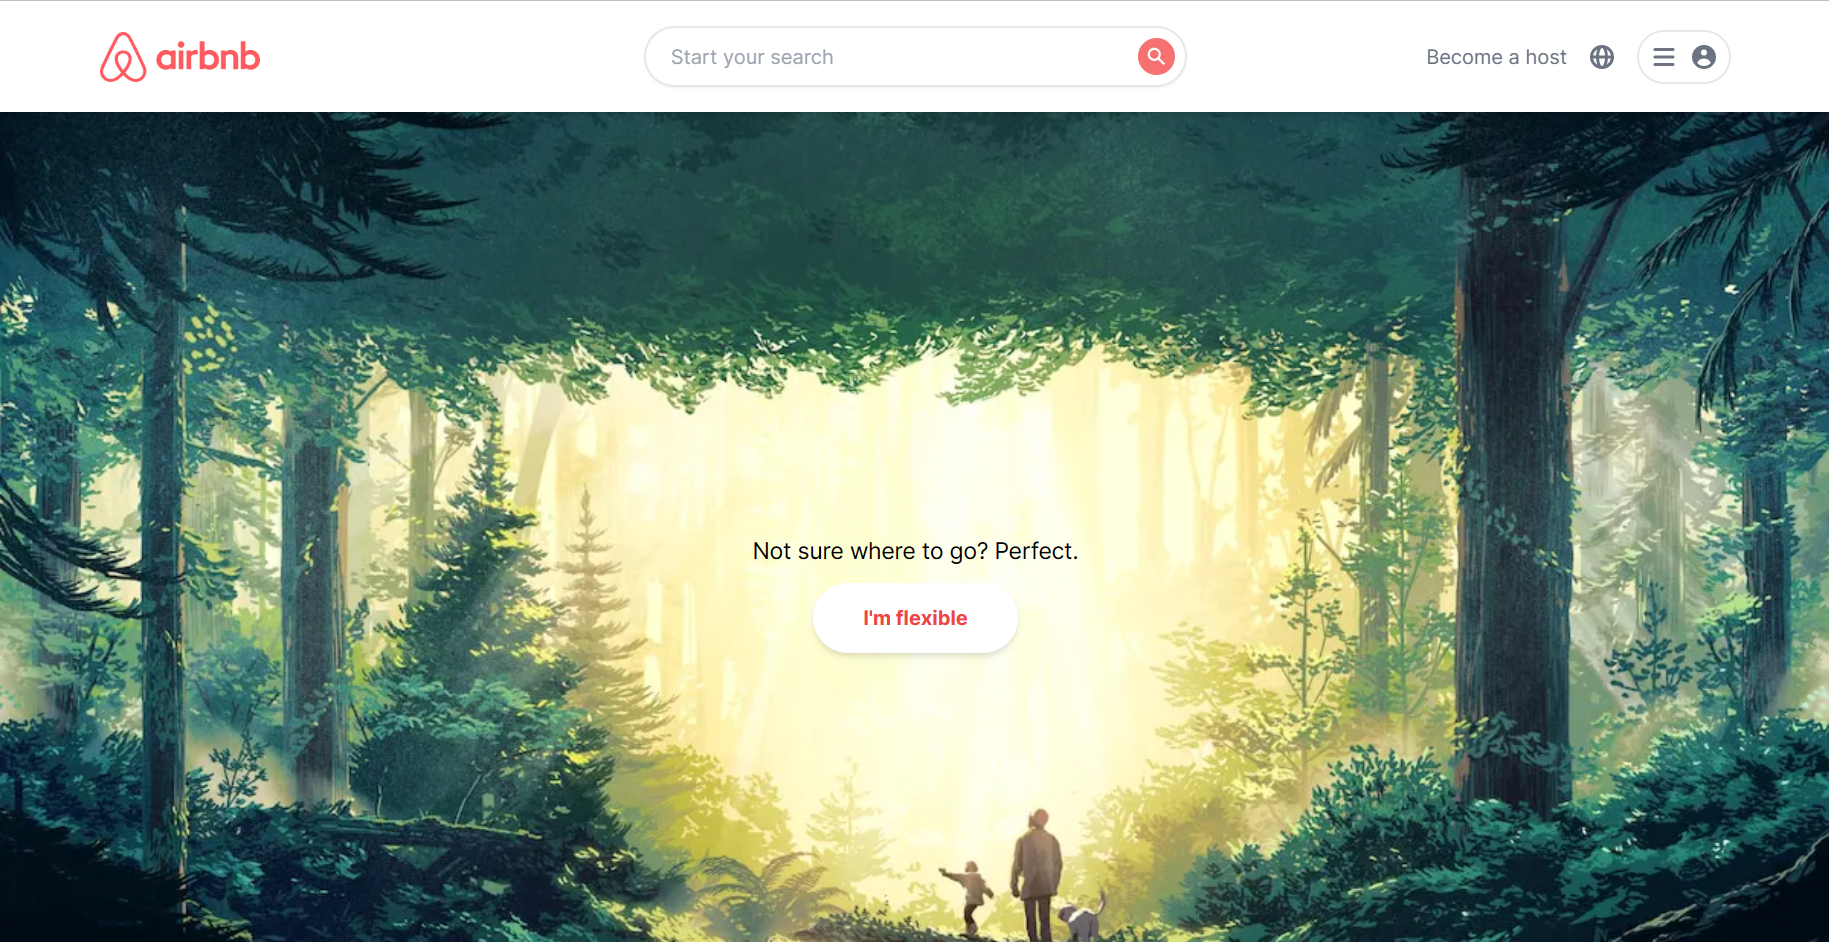 airbnb
Start your search
Become a host
Not sure where to go? Perfect.
I'm flexible